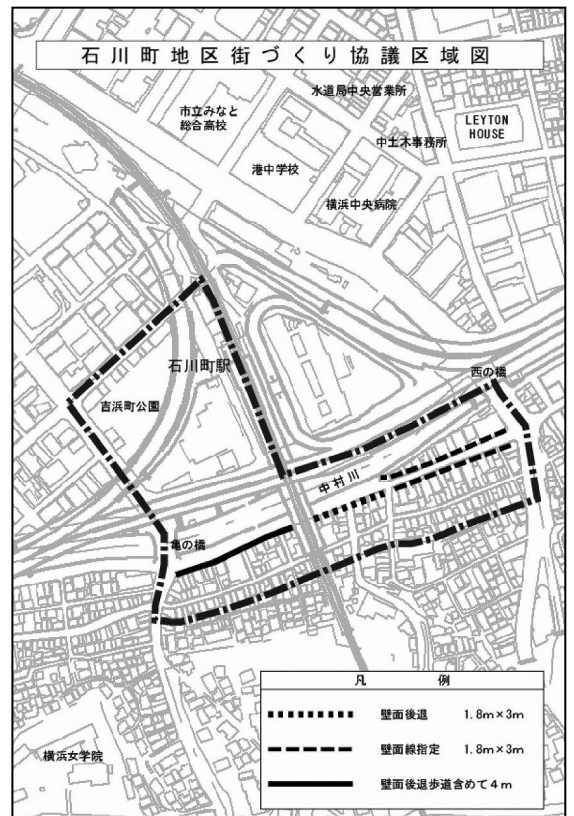 石川町地区街づくり協議区域図
水道局中央営業所
市立みなと
総合高校
LEYTON
HOUSE
中土木事務所
港中学校
横浜中央病院
石川町駅
西の橋
吉浜町公園
中村川
亀の橋
凡 例
壁面後退 1.8m×3m
壁面線指定 1.8m×3m
壁面後退歩道含めて4m
横浜女学院